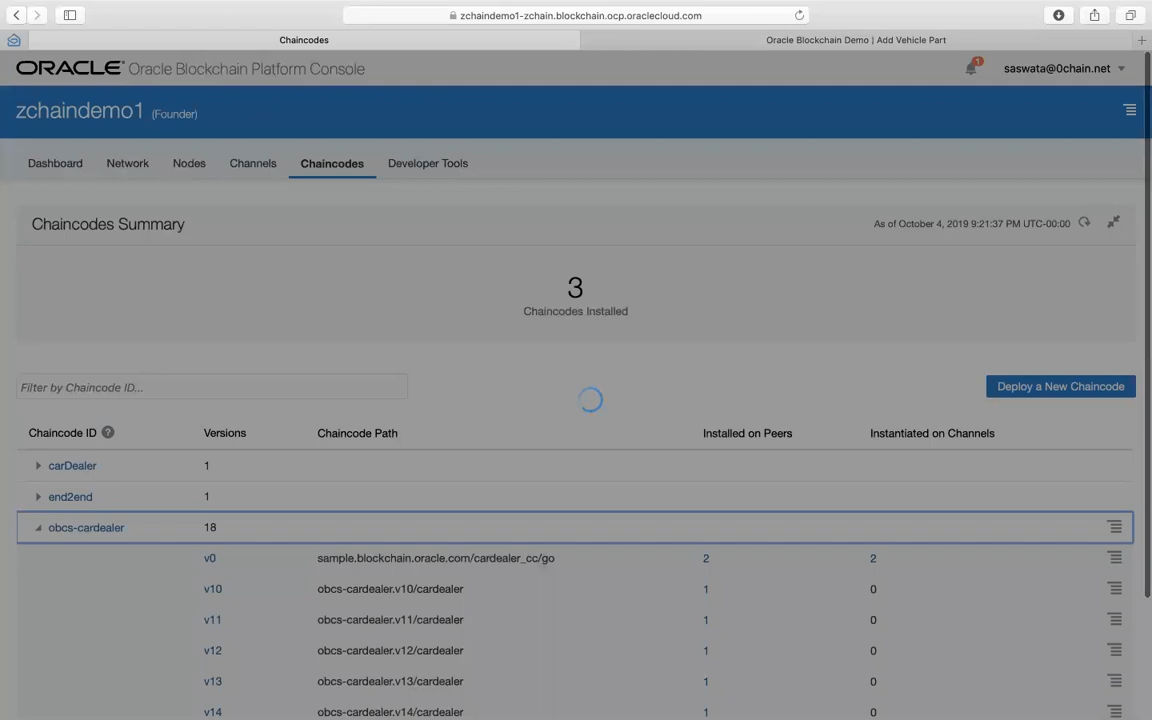 zchaindemo1-zchain.blockchain.ocp.oraclecloud.com
Chaincodes
Oracle Blockchain Demo | Add Vehicle Part
ORACLE® Oracle Blockchain Platform Console
1
saswata@0chain.net
zchaindemo1 (Founder)
Dashboard Network Nodes Channels Chaincodes Developer Tools
Chaincodes Summary
As of October 4, 2019 9:21:37 PM UTC-00:00
3
Chaincodes Installed
Filter by Chaincode ID...
Deploy a New Chaincode
Chaincode ID ? Versions Chaincode Path Installed on Peers Instantiated on Channels
carDealer 1
end2end 1
obcs-cardealer 18
v0 sample.blockchain.oracle.com/cardealer_cc/go 2 2
v10 obcs-cardealer.v10/cardealer 1 0
v11 obcs-cardealer.v11/cardealer 1 0
v12 obcs-cardealer.v12/cardealer 1 0
v13 obcs-cardealer.v13/cardealer 1 0
v14 obcs-cardealer.v14/cardealer 1 0